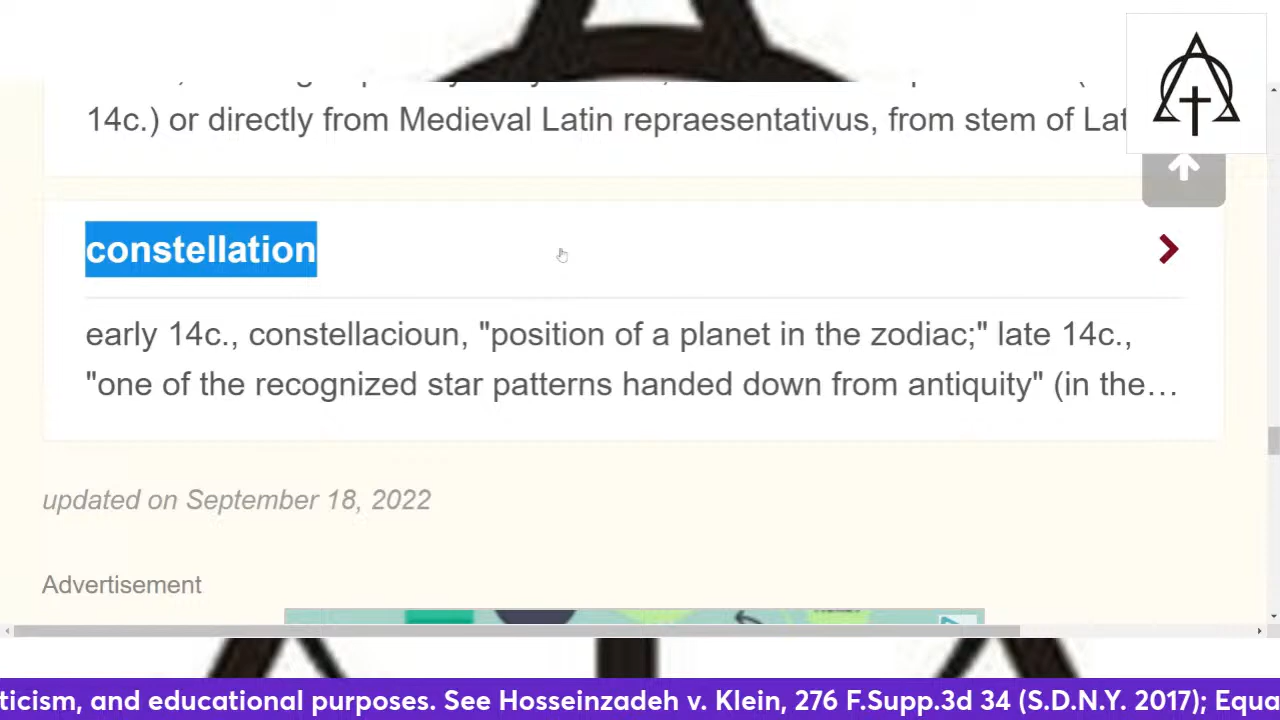 14c.) or directly from Medieval Latin repraesentativus, from stem of Lat
constellation
early 14c., constellacioun, "position of a planet in the zodiac;" late 14c.,
"one of the recognized star patterns handed down from antiquity" (in the…
updated on September 18, 2022
Advertisement
ticism, and educational purposes. See Hosseinzadeh v. Klein, 276 F.Supp.3d 34 (S.D.N.Y. 2017); Equa